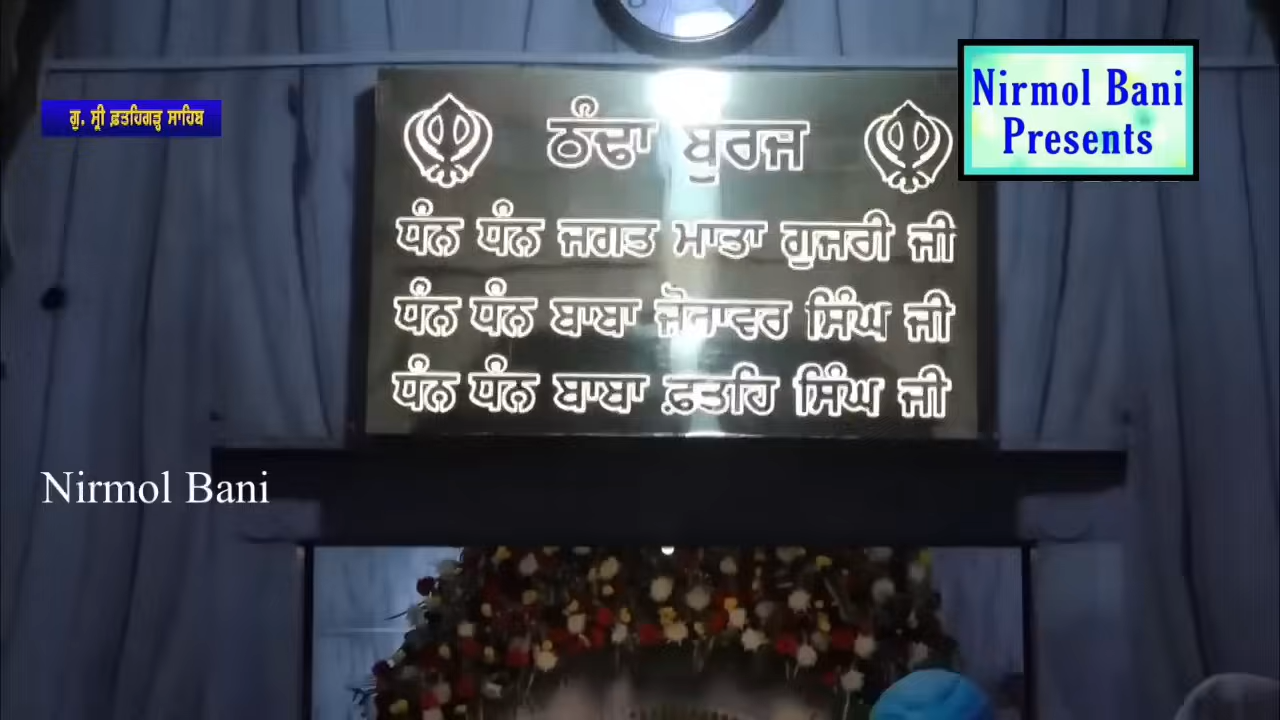 Nirmol Bani
Presents
ਗੁ. ਸ੍ਰੀ ਫ਼ਤਹਿਗੜ੍ਹ ਸਾਹਿਬ
ਠੰਢਾ ਬੁਰਜ
ਧੰਨ ਧੰਨ ਜਗਤ ਮਾਤਾ ਗੁਜਰੀ ਜੀ
ਧੰਨ ਧੰਨ ਬਾਬਾ ਜ਼ੋਰਾਵਰ ਸਿੰਘ ਜੀ
ਧੰਨ ਧੰਨ ਬਾਬਾ ਫ਼ਤਹਿ ਸਿੰਘ ਜੀ
Nirmol Bani